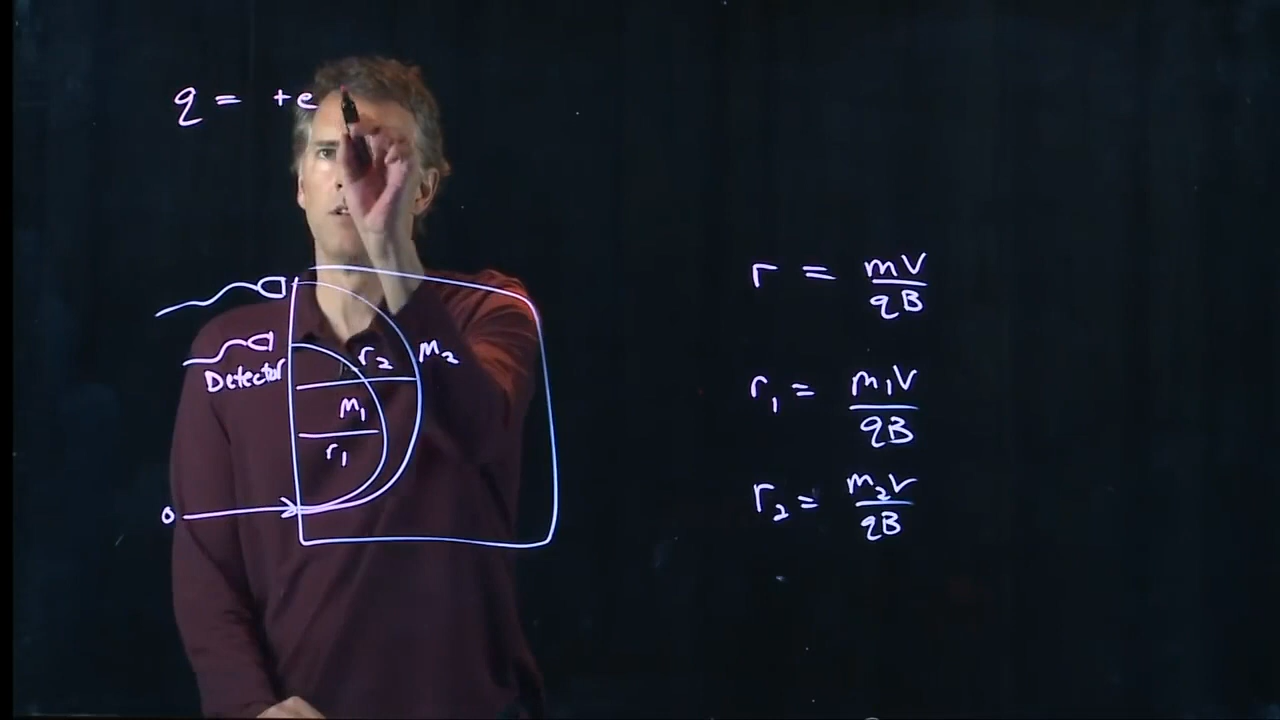 q = +e
r = mV/qB
r₂ m₂
Detector
m₁
r₁ = m₁V/qB
r₁
r₂ = m₂V/qB